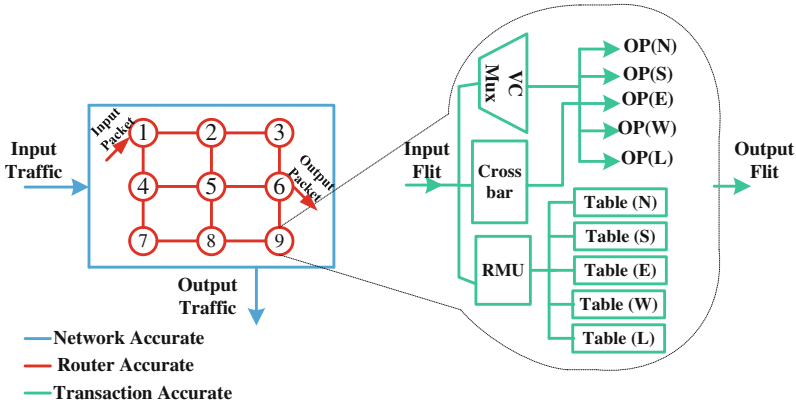 Input
Traffic
Input
Packet
1
2
3
4
5
6
7
8
9
Output
Packet
Output
Traffic
Network Accurate
Router Accurate
Transaction Accurate
Input
Flit
VC
Mux
Cross
bar
RMU
OP(N)
OP(S)
OP(E)
OP(W)
OP(L)
Table (N)
Table (S)
Table (E)
Table (W)
Table (L)
Output
Flit